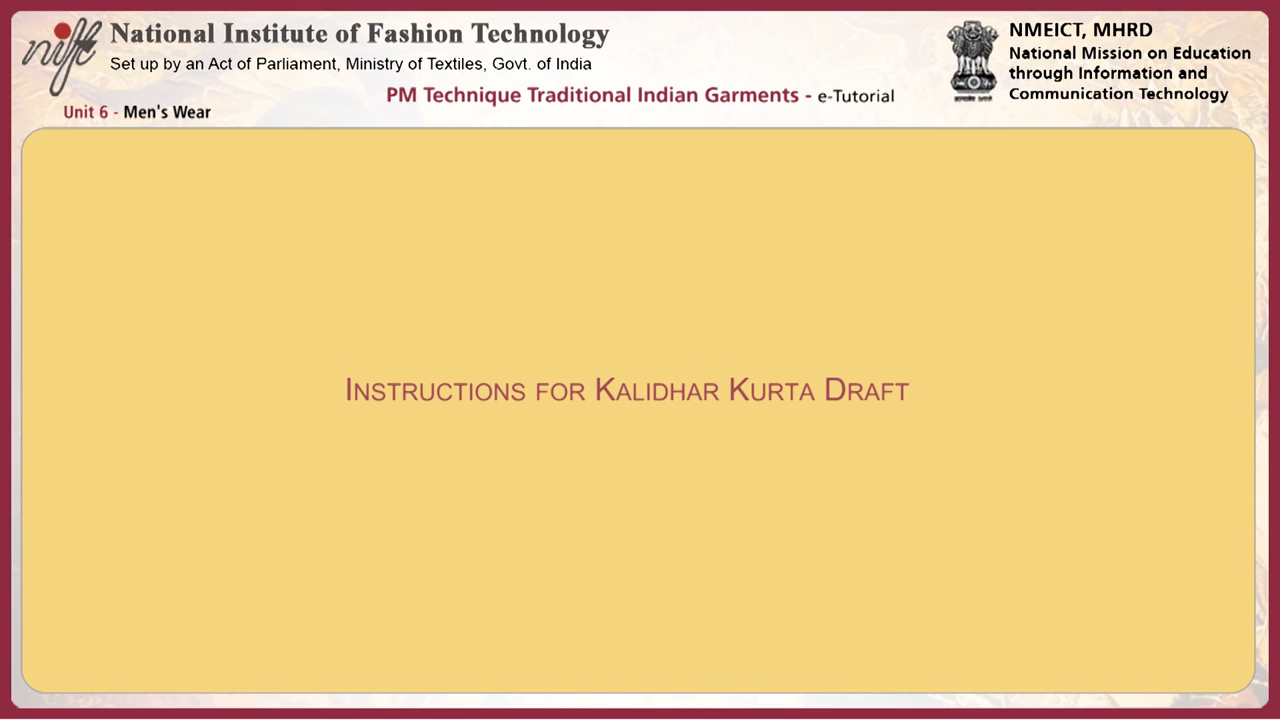 nift
National Institute of Fashion Technology
Set up by an Act of Parliament, Ministry of Textiles, Govt. of India
NMEICT, MHRD
National Mission on Education
through Information and
Communication Technology
PM Technique Traditional Indian Garments - e-Tutorial
Unit 6 - Men's Wear
INSTRUCTIONS FOR KALIDHAR KURTA DRAFT